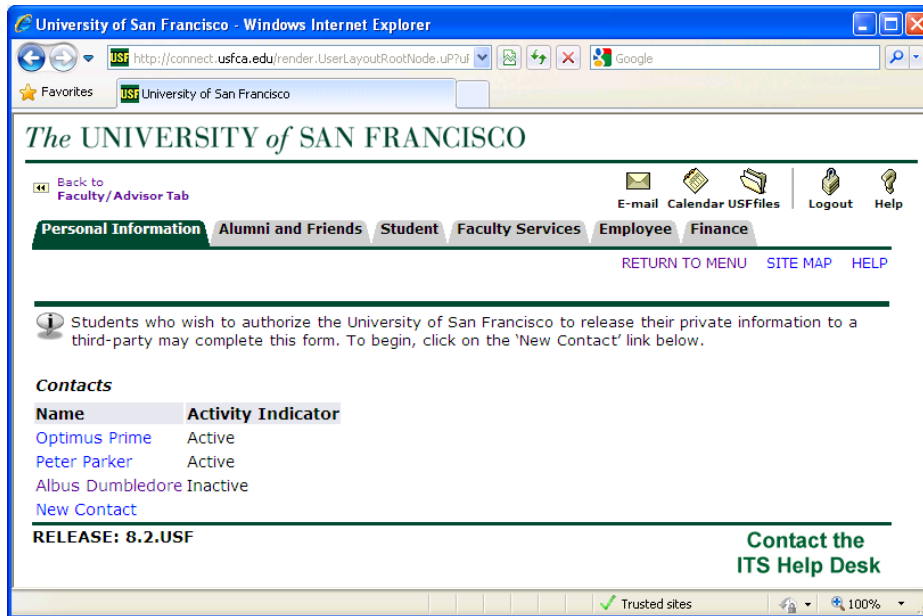 University of San Francisco - Windows Internet Explorer
USF http://connect.usfca.edu/render.UserLayoutRootNode.uP?uf
Google
Favorites
USF University of San Francisco
The UNIVERSITY of SAN FRANCISCO
Back to
Faculty/Advisor Tab
E-mail Calendar USFfiles Logout Help
Personal Information Alumni and Friends Student Faculty Services Employee Finance
RETURN TO MENU SITE MAP HELP
Students who wish to authorize the University of San Francisco to release their private information to a
third-party may complete this form. To begin, click on the ‘New Contact’ link below.
Contacts
Name Activity Indicator
Optimus Prime Active
Peter Parker Active
Albus Dumbledore Inactive
New Contact
RELEASE: 8.2.USF
Contact the
ITS Help Desk
Trusted sites
100%